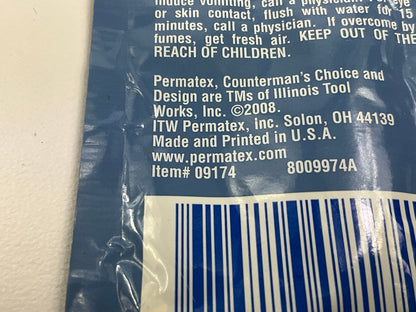 induce vomiting, call a physician. For eye
or skin contact, flush with water for 15
minutes, call a physician. If overcome by
fumes, get fresh air. KEEP OUT OF THE
REACH OF CHILDREN.
Permatex, Counterman's Choice and
Design are TMs of Illinois Tool
Works, Inc. ©2008.
ITW Permatex, Inc. Solon, OH 44139
Made and Printed in U.S.A.
www.permatex.com
Item# 09174 8009974A